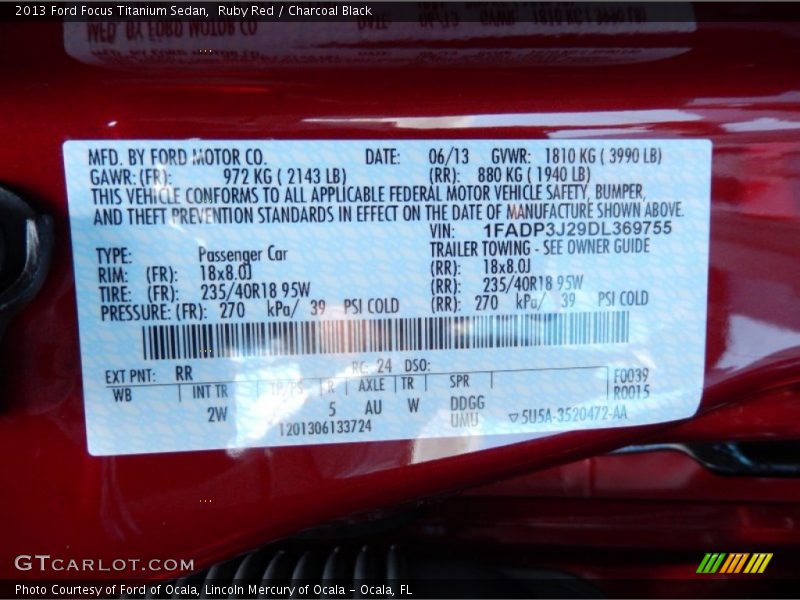 2013 Ford Focus Titanium Sedan,  Ruby Red / Charcoal Black
MFD. BY FORD MOTOR CO. DATE: 06/13 GVWR: 1810 KG ( 3990 LB)
GAWR:(FR): 972 KG ( 2143 LB) (RR): 880 KG ( 1940 LB)
THIS VEHICLE CONFORMS TO ALL APPLICABLE FEDERAL MOTOR VEHICLE SAFETY, BUMPER,
AND THEFT PREVENTION STANDARDS IN EFFECT ON THE DATE OF MANUFACTURE SHOWN ABOVE.
VIN: 1FADP3J29DL369755
TYPE: Passenger Car TRAILER TOWING - SEE OWNER GUIDE
RIM: (FR): 18x8.0J (RR): 18x8.0J
TIRE: (FR): 235/40R18 95W (RR): 235/40R18 95W
PRESSURE: (FR): 270 kPa/ 39 PSI COLD (RR): 270 kPa/ 39 PSI COLD
EXT PNT: RR RC: 24 DSO:
WB INT TR TP/PS R AXLE TR SPR F0039
R0015
2W 5 AU W DDGG
UMU ▽5U5A-3520472-AA
1201306133724
GTCARLOT.COM
Photo Courtesy of Ford of Ocala, Lincoln Mercury of Ocala - Ocala, FL